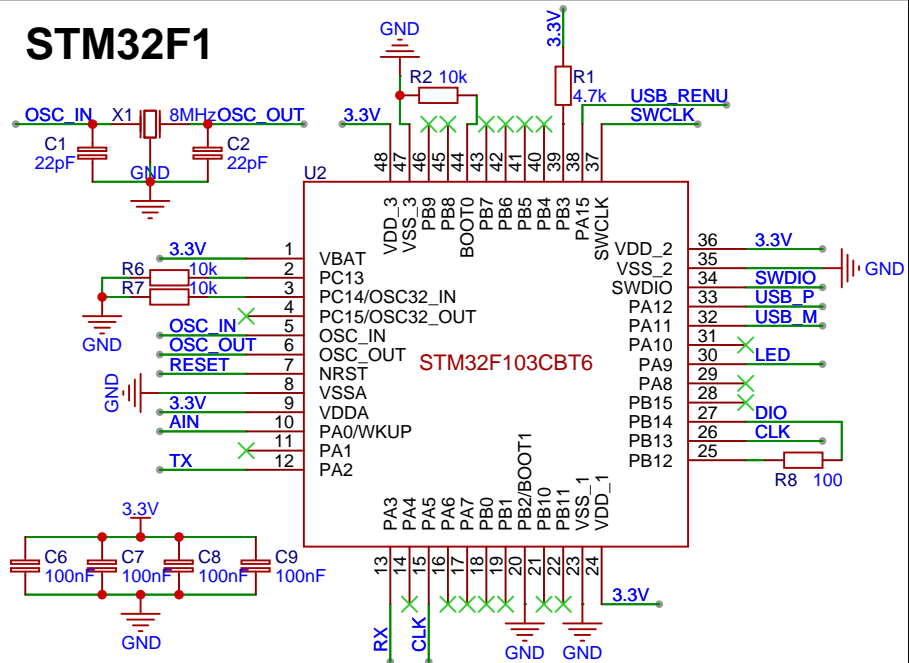 STM32F1
GND
R2 10k
3.3V
R1
4.7k
USB_RENU
SWCLK
OSC_IN X1 8MHz OSC_OUT
C1
22pF
C2
22pF
GND
3.3V
48 47 46 45 44 43 42 41 40 39 38 37
U2
VDD_3 VSS_3 PB9 PB8 BOOT0 PB7 PB6 PB5 PB4 PB3 PA15 SWCLK
3.3V 1 VBAT
R6 10k 2 PC13
R7 10k 3 PC14/OSC32_IN
4 PC15/OSC32_OUT
GND
OSC_IN 5 OSC_IN
OSC_OUT 6 OSC_OUT
RESET 7 NRST
GND 8 VSSA
3.3V 9 VDDA
AIN 10 PA0/WKUP
11 PA1
TX 12 PA2
STM32F103CBT6
VDD_2 36 3.3V
VSS_2 35 GND
SWDIO 34 SWDIO
PA12 33 USB_P
PA11 32 USB_M
PA10 31
PA9 30 LED
PA8 29
PB15 28
PB14 27 DIO
PB13 26 CLK
PB12 25
R8 100
PA3 PA4 PA5 PA6 PA7 PB0 PB1 PB2/BOOT1 PB10 PB11 VSS_1 VDD_1
13 14 15 16 17 18 19 20 21 22 23 24
RX
CLK
GND
GND
3.3V
3.3V
C6
100nF
C7
100nF
C8
100nF
C9
100nF
GND